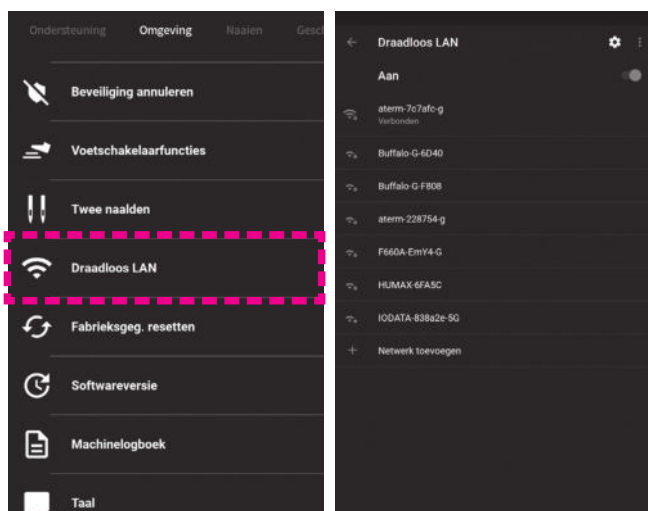 Ondersteuning Omgeving Naaien Gesch
Beveiliging annuleren
Voetschakelaarfuncties
Twee naalden
Draadloos LAN
Fabrieksgeg. resetten
Softwareversie
Machinelogboek
Taal
Draadloos LAN
Aan
aterm-7c7afc-g
Verbonden
Buffalo-G-6D40
Buffalo-G-F808
aterm-228754-g
F660A-EmY4-G
HUMAX-6FA5C
IODATA-838a2e-5G
Netwerk toevoegen